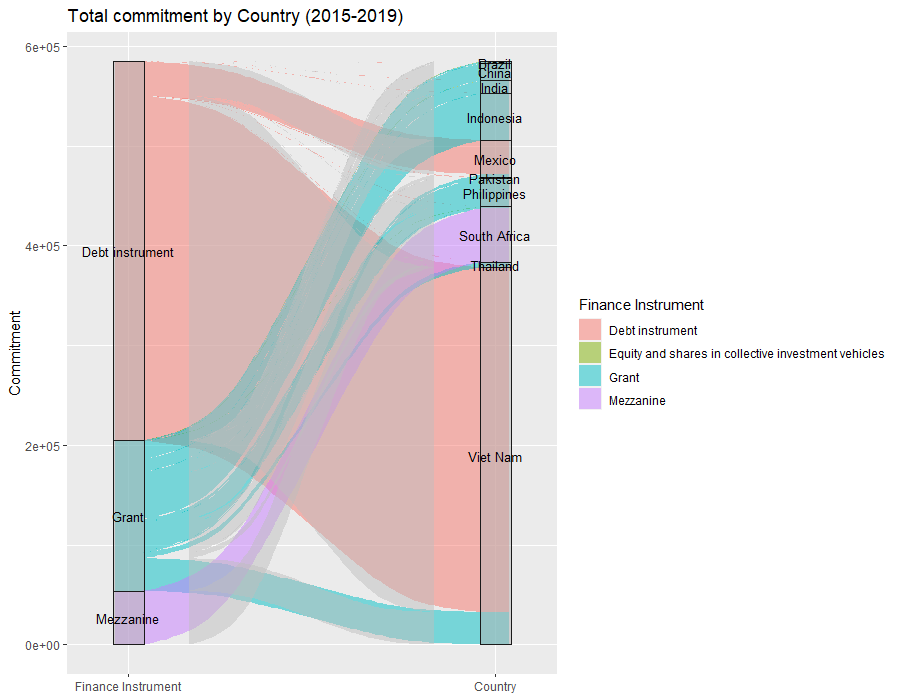 Total commitment by Country (2015-2019)
Commitment
6e+05
4e+05
2e+05
0e+00
Debt instrument
Grant
Mezzanine
Brazil
China
India
Indonesia
Mexico
Pakistan
Philippines
South Africa
Thailand
Viet Nam
Finance Instrument
Country
Finance Instrument
Debt instrument
Equity and shares in collective investment vehicles
Grant
Mezzanine